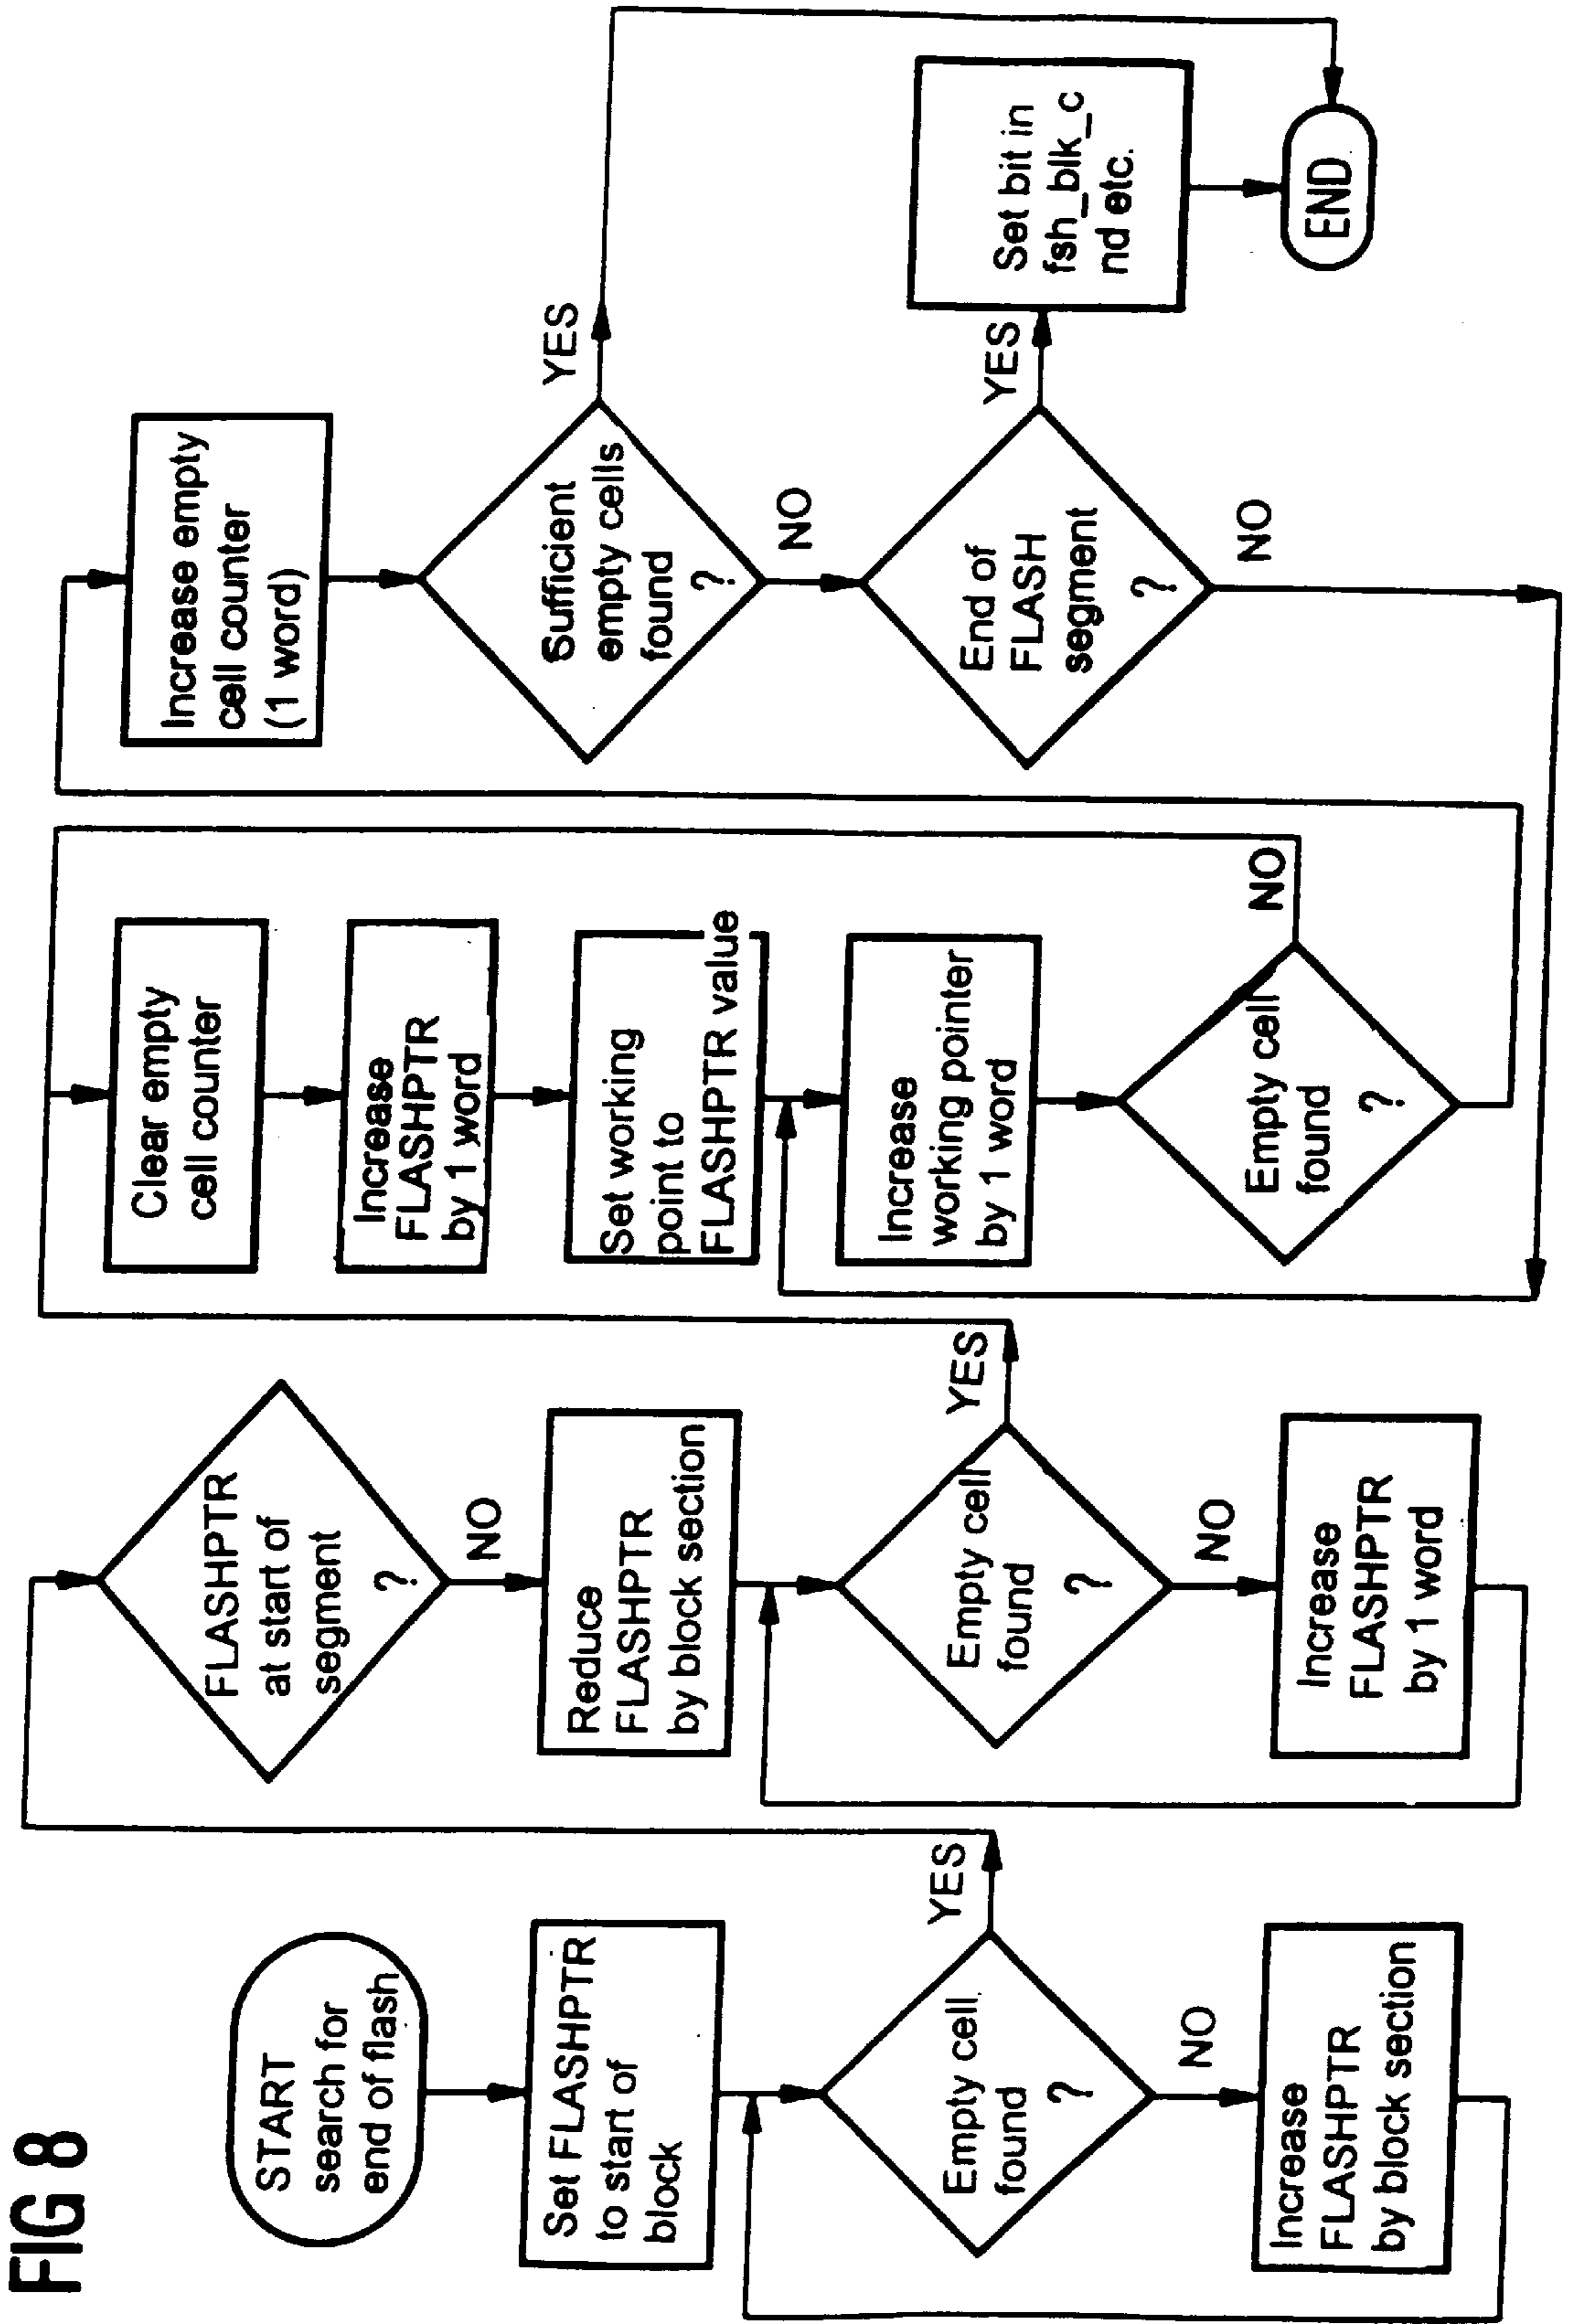 FIG 8
START
search for
end of flash
Set FLASHPTR
to start of
block
Empty cell
found
?
YES
NO
Increase
FLASHPTR
by block section
FLASHPTR
at start of
segment
?
NO
Reduce
FLASHPTR
by block section
Empty cell
found
?
YES
NO
Increase
FLASHPTR
by 1 word
Clear empty
cell counter
Increase
FLASHPTR
by 1 word
Set working
point to
FLASHPTR value
Increase
working pointer
by 1 word
Empty cell
found
?
NO
Increase empty
cell counter
(1 word)
Sufficient
empty cells
found
?
YES
NO
End of
FLASH
segment
?
YES
NO
Set bit in
fsh_blk_c
nd etc.
END